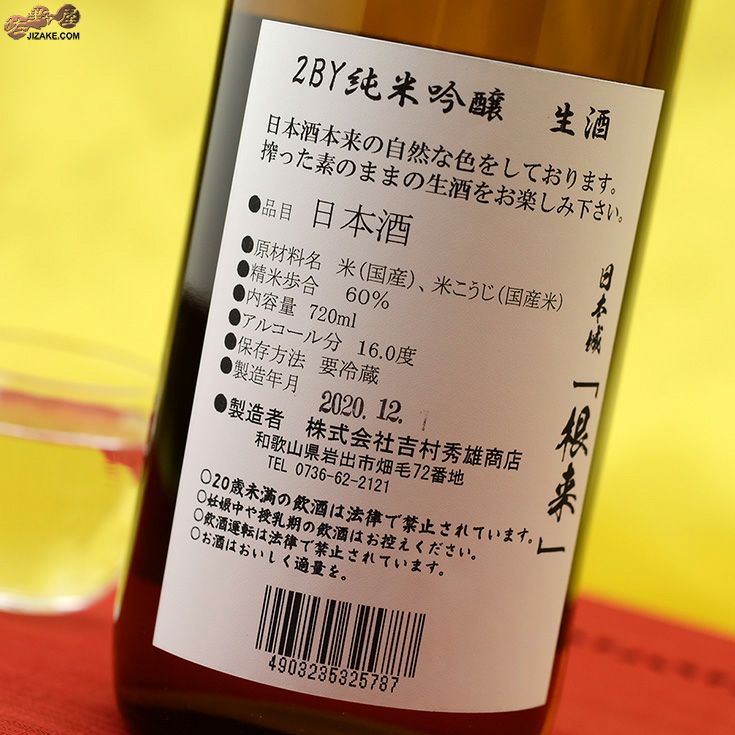 JIZAKE.COM
2BY純米吟醸 生酒
日本酒本来の自然な色をしております。
搾った素のままの生酒をお楽しみ下さい。
●品目 日本酒
●原材料名 米(国産)、米こうじ(国産米)
●精米歩合 60%
●内容量 720ml
●アルコール分 16.0度
●保存方法 要冷蔵
●製造年月 2020.12.
●製造者 株式会社吉村秀雄商店
和歌山県岩出市畑毛72番地
TEL 0736-62-2121
日本城「根来」
○20歳未満の飲酒は法律で禁止されています。
○妊娠中や授乳期の飲酒はお控えください。
○飲酒運転は法律で禁止されています。
○お酒はおいしく適量を。
4903235325787